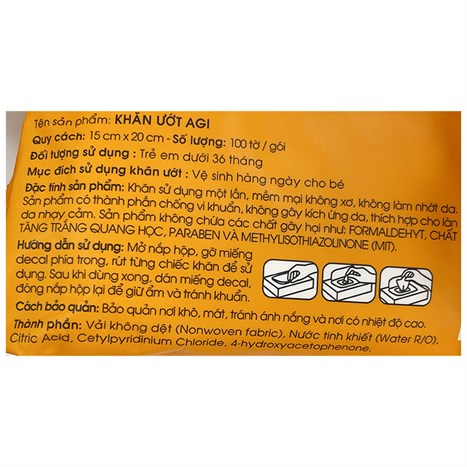 Tên sản phẩm: KHĂN ƯỚT AGI
Quy cách: 15 cm x 20 cm - Số lượng: 100 tờ / gói
Đối tượng sử dụng : Trẻ em dưới 36 tháng
Mục đích sử dụng khăn ướt : Vệ sinh hàng ngày cho bé
Đặc tính sản phẩm: Khăn sử dụng một lần, mềm mại không xơ, không làm nhát da.
Sản phẩm có thành phần chống vi khuẩn, không gây kích ứng da, thích hợp cho làn
da nhạy cảm. Sản phẩm không chứa các chất gây hại như: FORMALDEHYT, CHẤT
TĂNG TRẮNG QUANG HỌC, PARABEN VÀ METHYLISOTHIAZOLINONE (MIT).
Hướng dẫn sử dụng: Mở nắp hộp, gỡ miếng
decal phía trong, rút từng chiếc khăn để sử
dụng. Sau khi dùng xong, dán miếng decal,
đóng nắp hộp lại để giữ ẩm và tránh khuẩn.
Cách bảo quản: Bảo quản nơi khô, mát, tránh ánh nắng và nơi có nhiệt độ cao.
Thành phần: Vải không dệt (Nonwoven fabric), Nước tinh khiết (Water R/O),
Citric Acid, Cetylpyridinium Chloride, 4-hydroxyacetophenone.